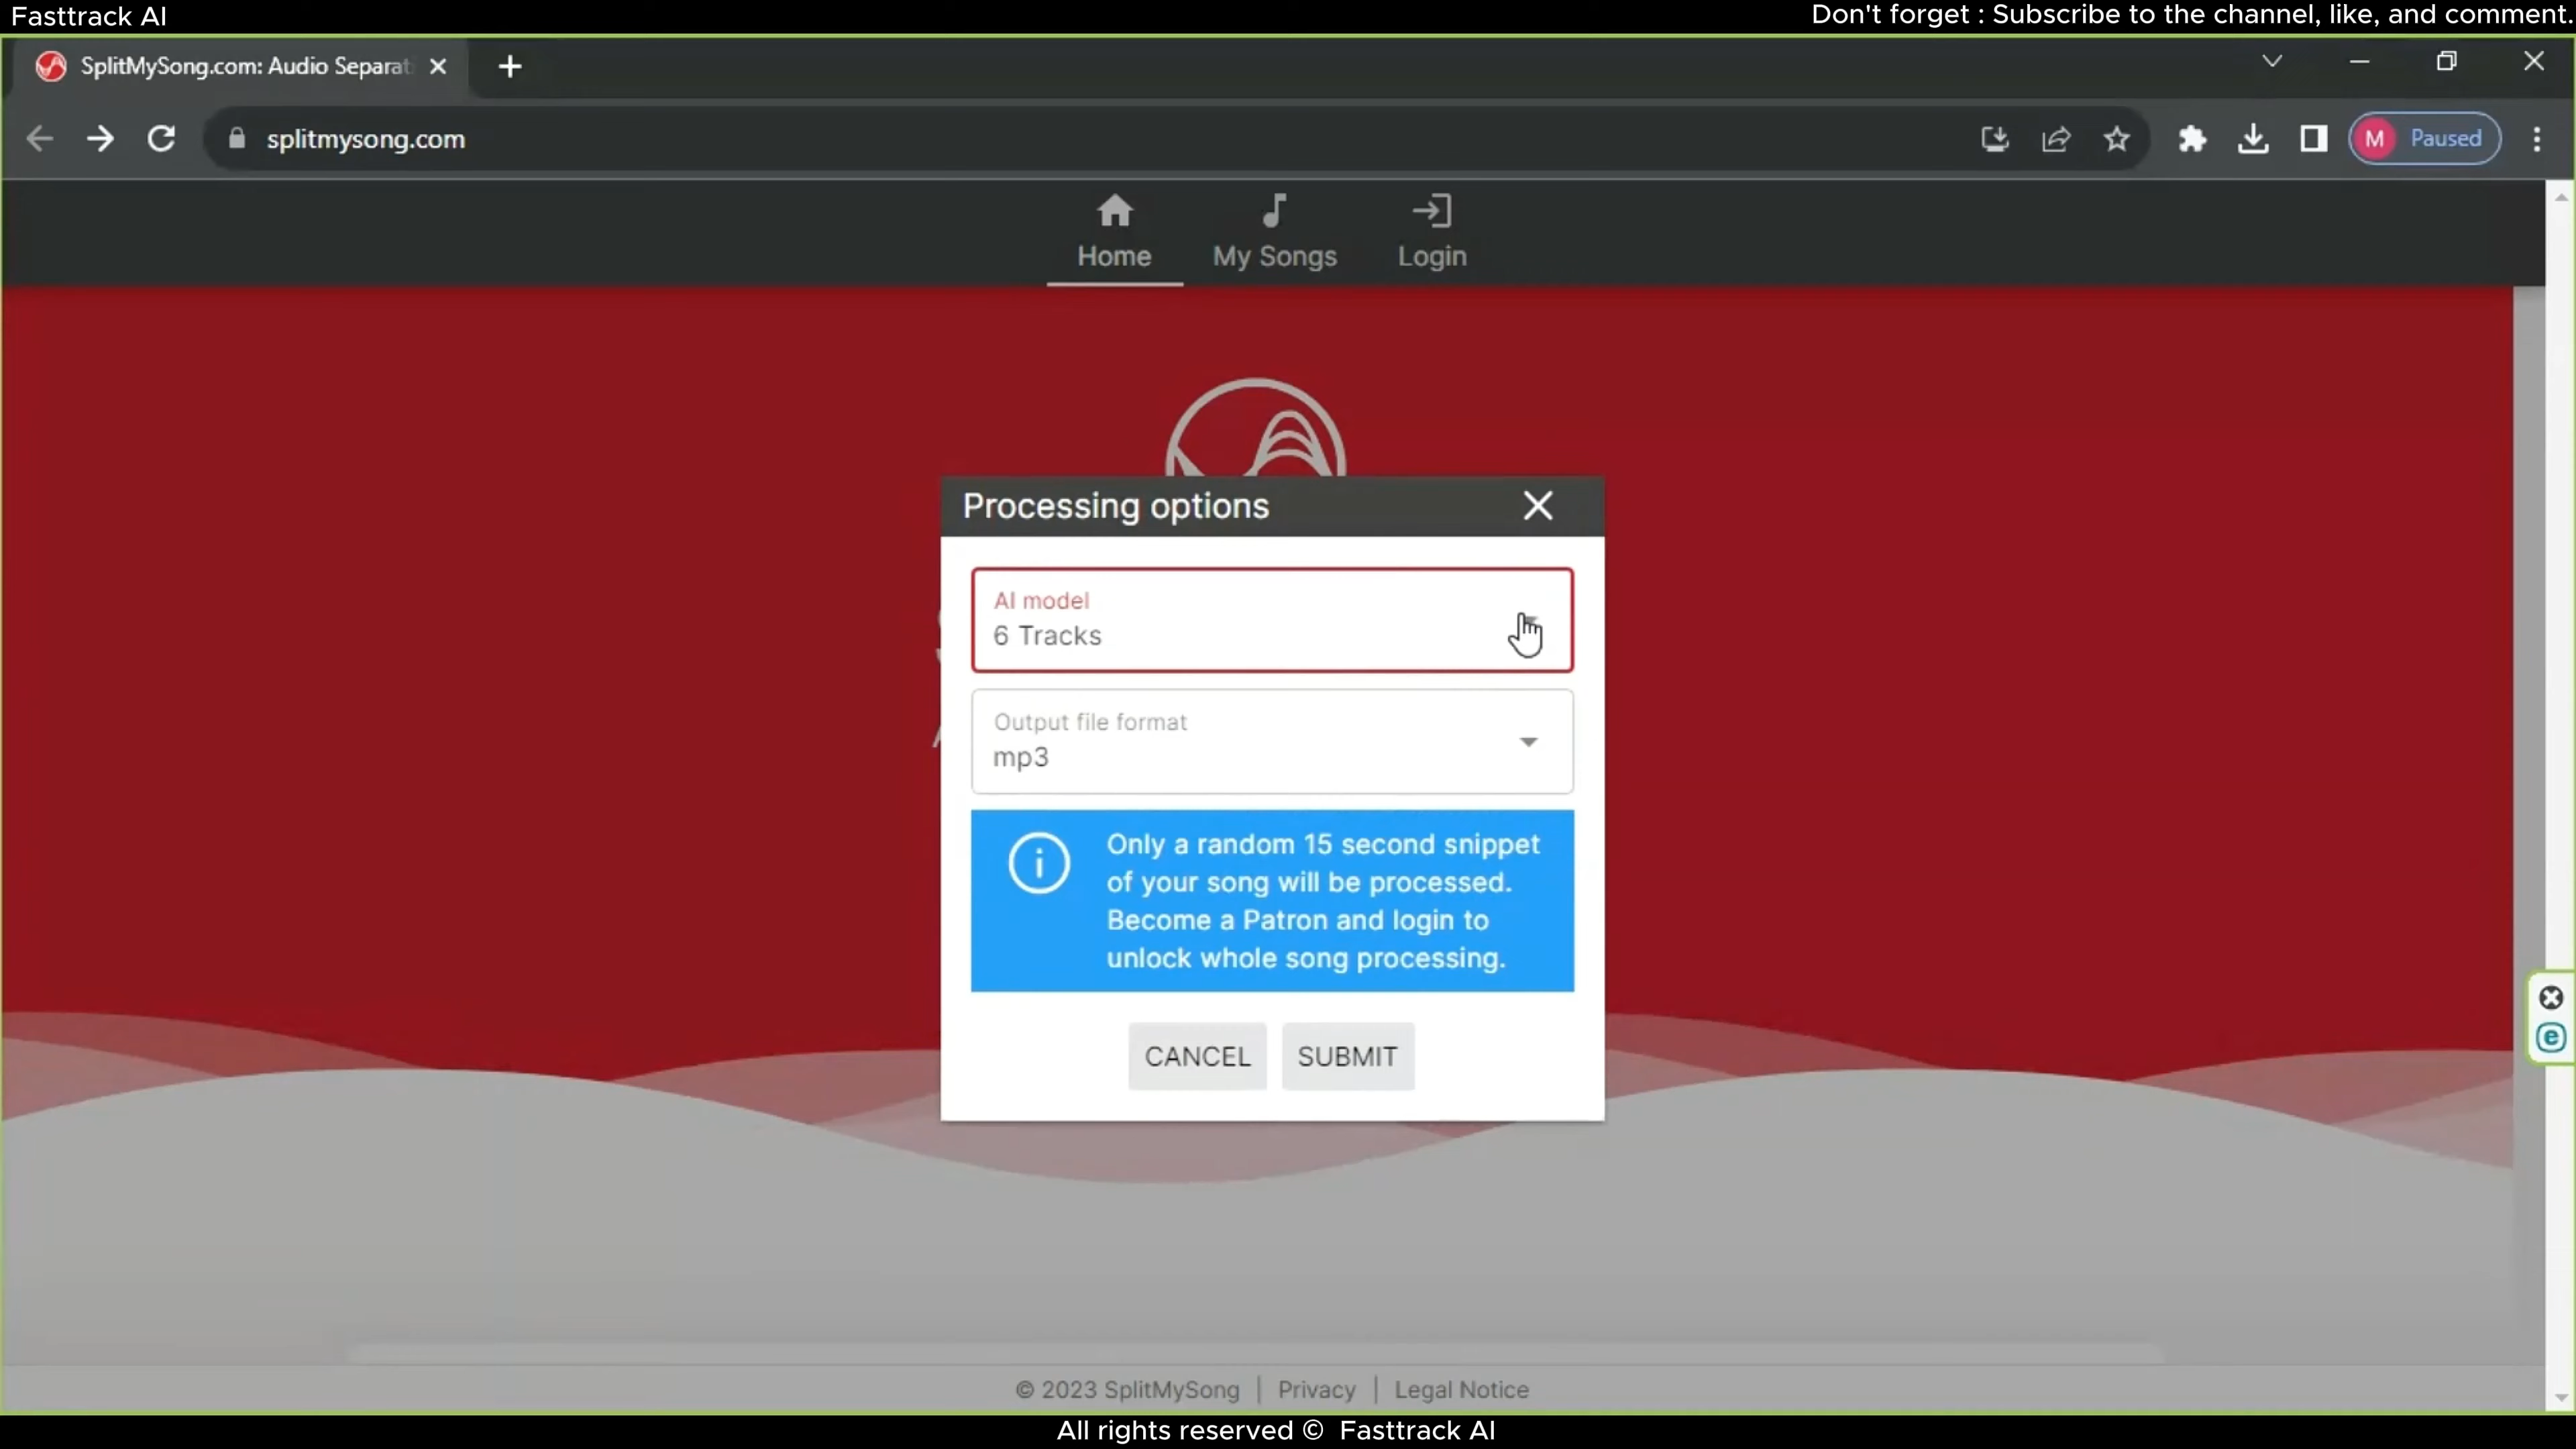 Fasttrack AI
Don't forget : Subscribe to the channel, like, and comment.
SplitMySong.com: Audio Separat
splitmysong.com
M Paused
Home
My Songs
Login
Processing options
AI model
6 Tracks
Output file format
mp3
Only a random 15 second snippet
of your song will be processed.
Become a Patron and login to
unlock whole song processing.
CANCEL
SUBMIT
© 2023 SplitMySong | Privacy | Legal Notice
All rights reserved © Fasttrack AI